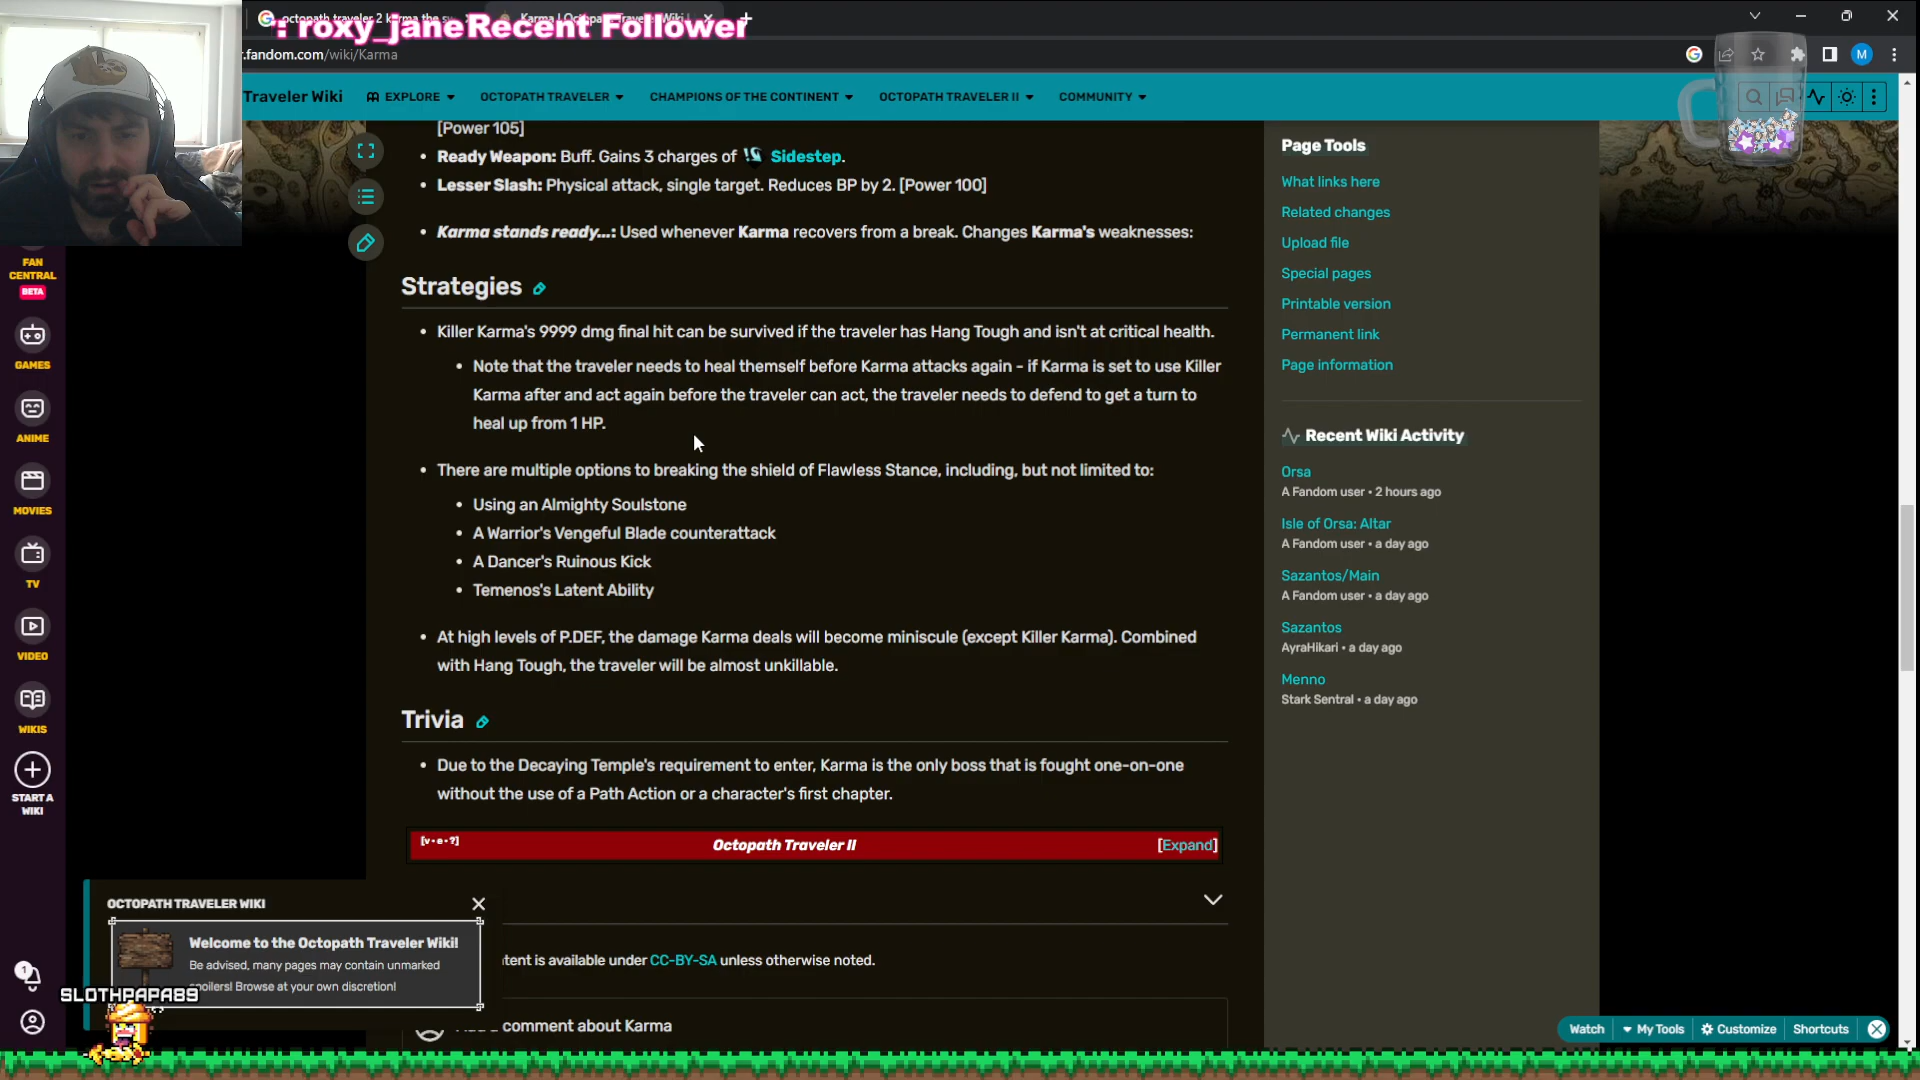 octopath traveler 2 karma the sw
Karma | Octopath Traveler Wiki |
: roxy_janeRecent Follower
r.fandom.com/wiki/Karma
M
Traveler Wiki
EXPLORE
OCTOPATH TRAVELER
CHAMPIONS OF THE CONTINENT
OCTOPATH TRAVELER II
COMMUNITY
[Power 105]
• Ready Weapon: Buff. Gains 3 charges of Sidestep.
• Lesser Slash: Physical attack, single target. Reduces BP by 2. [Power 100]
• Karma stands ready...: Used whenever Karma recovers from a break. Changes Karma's weaknesses:
Strategies
• Killer Karma's 9999 dmg final hit can be survived if the traveler has Hang Tough and isn't at critical health.
• Note that the traveler needs to heal themself before Karma attacks again - if Karma is set to use Killer
Karma after and act again before the traveler can act, the traveler needs to defend to get a turn to
heal up from 1 HP.
• There are multiple options to breaking the shield of Flawless Stance, including, but not limited to:
• Using an Almighty Soulstone
• A Warrior's Vengeful Blade counterattack
• A Dancer's Ruinous Kick
• Temenos's Latent Ability
• At high levels of P.DEF, the damage Karma deals will become miniscule (except Killer Karma). Combined
with Hang Tough, the traveler will be almost unkillable.
Trivia
• Due to the Decaying Temple's requirement to enter, Karma is the only boss that is fought one-on-one
without the use of a Path Action or a character's first chapter.
[v·e·?]
Octopath Traveler II
[Expand]
tent is available under CC-BY-SA unless otherwise noted.
Add a comment about Karma
Page Tools
What links here
Related changes
Upload file
Special pages
Printable version
Permanent link
Page information
Recent Wiki Activity
Orsa
A Fandom user • 2 hours ago
Isle of Orsa: Altar
A Fandom user • a day ago
Sazantos/Main
A Fandom user • a day ago
Sazantos
AyraHikari • a day ago
Menno
Stark Sentral • a day ago
FAN
CENTRAL
BETA
GAMES
ANIME
MOVIES
TV
VIDEO
WIKIS
START A
WIKI
1
OCTOPATH TRAVELER WIKI
Welcome to the Octopath Traveler Wiki!
Be advised, many pages may contain unmarked
spoilers! Browse at your own discretion!
SLOTHPAPA89
Watch
My Tools
Customize
Shortcuts